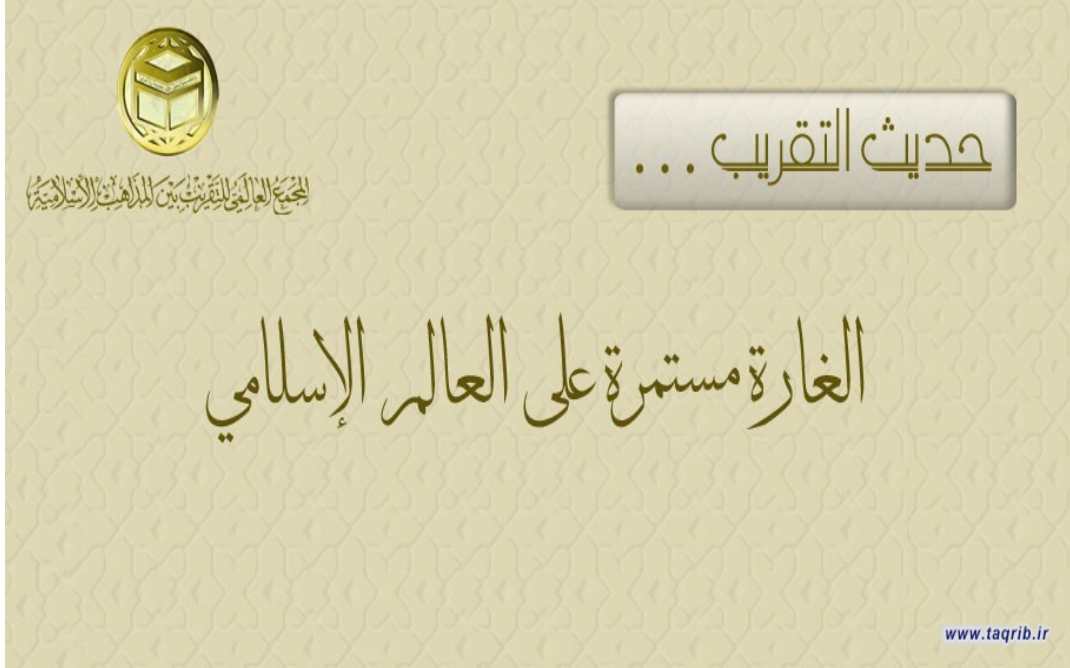 حديث التقريب ...
المجمع العالمي للتقريب بين المذاهب الإسلامية
الغارة مستمرة على العالم الإسلامي
www.taqrib.ir